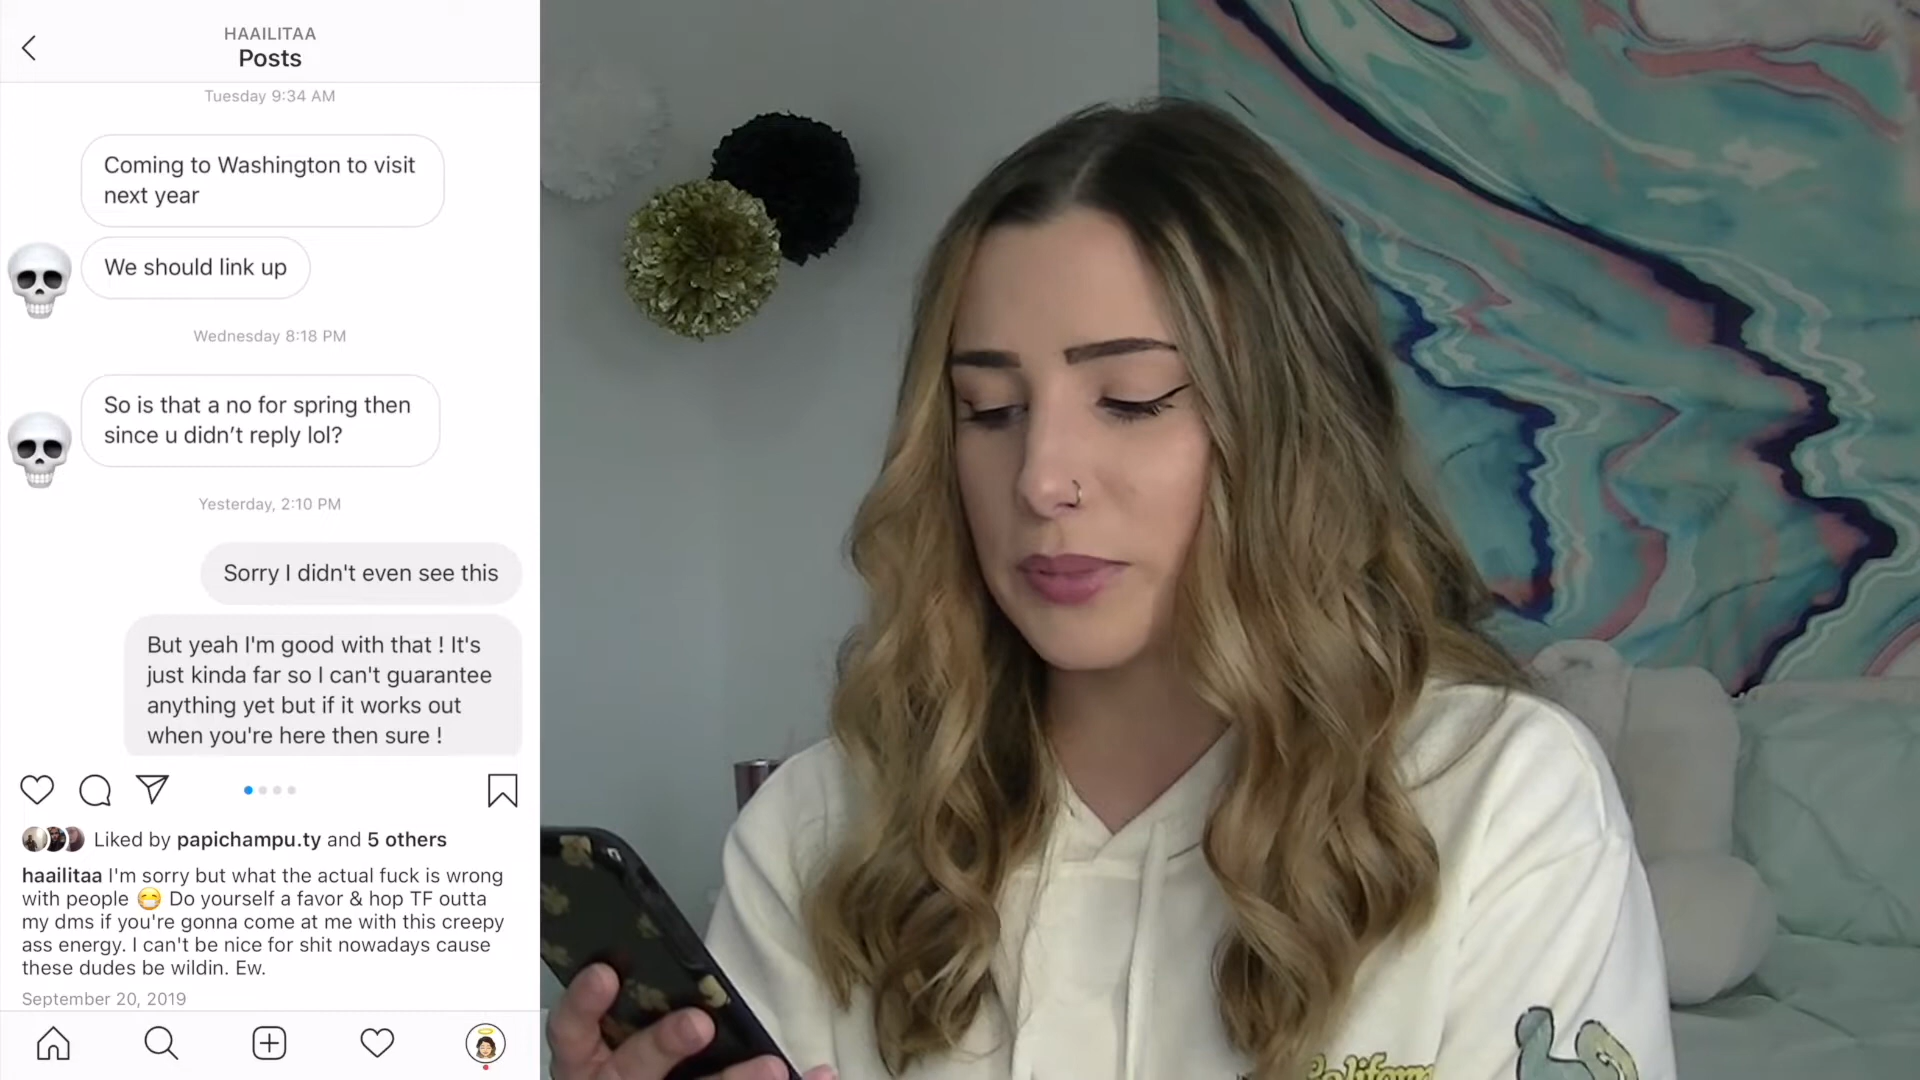 HAAILITAA
Posts
Tuesday 9:34 AM
Coming to Washington to visit
next year
We should link up
Wednesday 8:18 PM
So is that a no for spring then
since u didn’t reply lol?
Yesterday, 2:10 PM
Sorry I didn't even see this
But yeah I'm good with that ! It's
just kinda far so I can't guarantee
anything yet but if it works out
when you're here then sure !
Liked by papichampu.ty and 5 others
haailitaa I'm sorry but what the actual fuck is wrong
with people 😷 Do yourself a favor & hop TF outta
my dms if you're gonna come at me with this creepy
ass energy. I can't be nice for shit nowadays cause
these dudes be wildin. Ew.
September 20, 2019
California